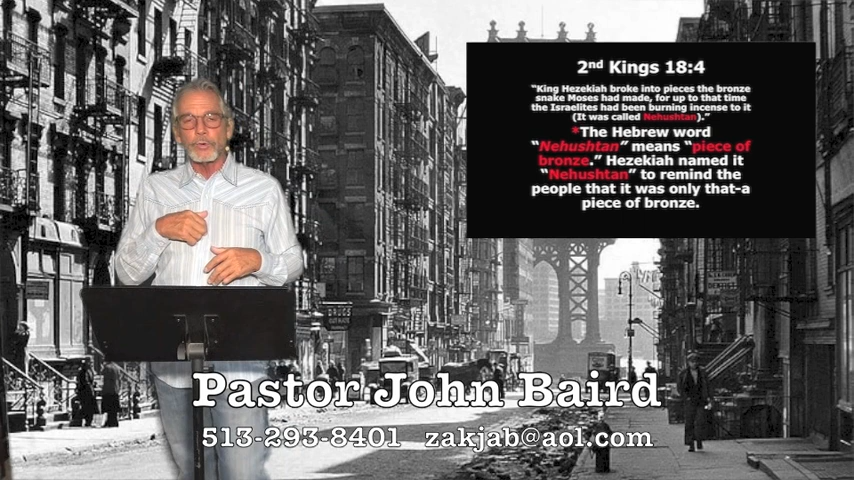 2nd Kings 18:4
“King Hezekiah broke into pieces the bronze
snake Moses had made, for up to that time
the Israelites had been burning incense to it
(It was called Nehushtan).”
*The Hebrew word
“Nehushtan” means “piece of
bronze.” Hezekiah named it
“Nehushtan” to remind the
people that it was only that-a
piece of bronze.
DRUGS
Pastor John Baird
513-293-8401 zakjab@aol.com